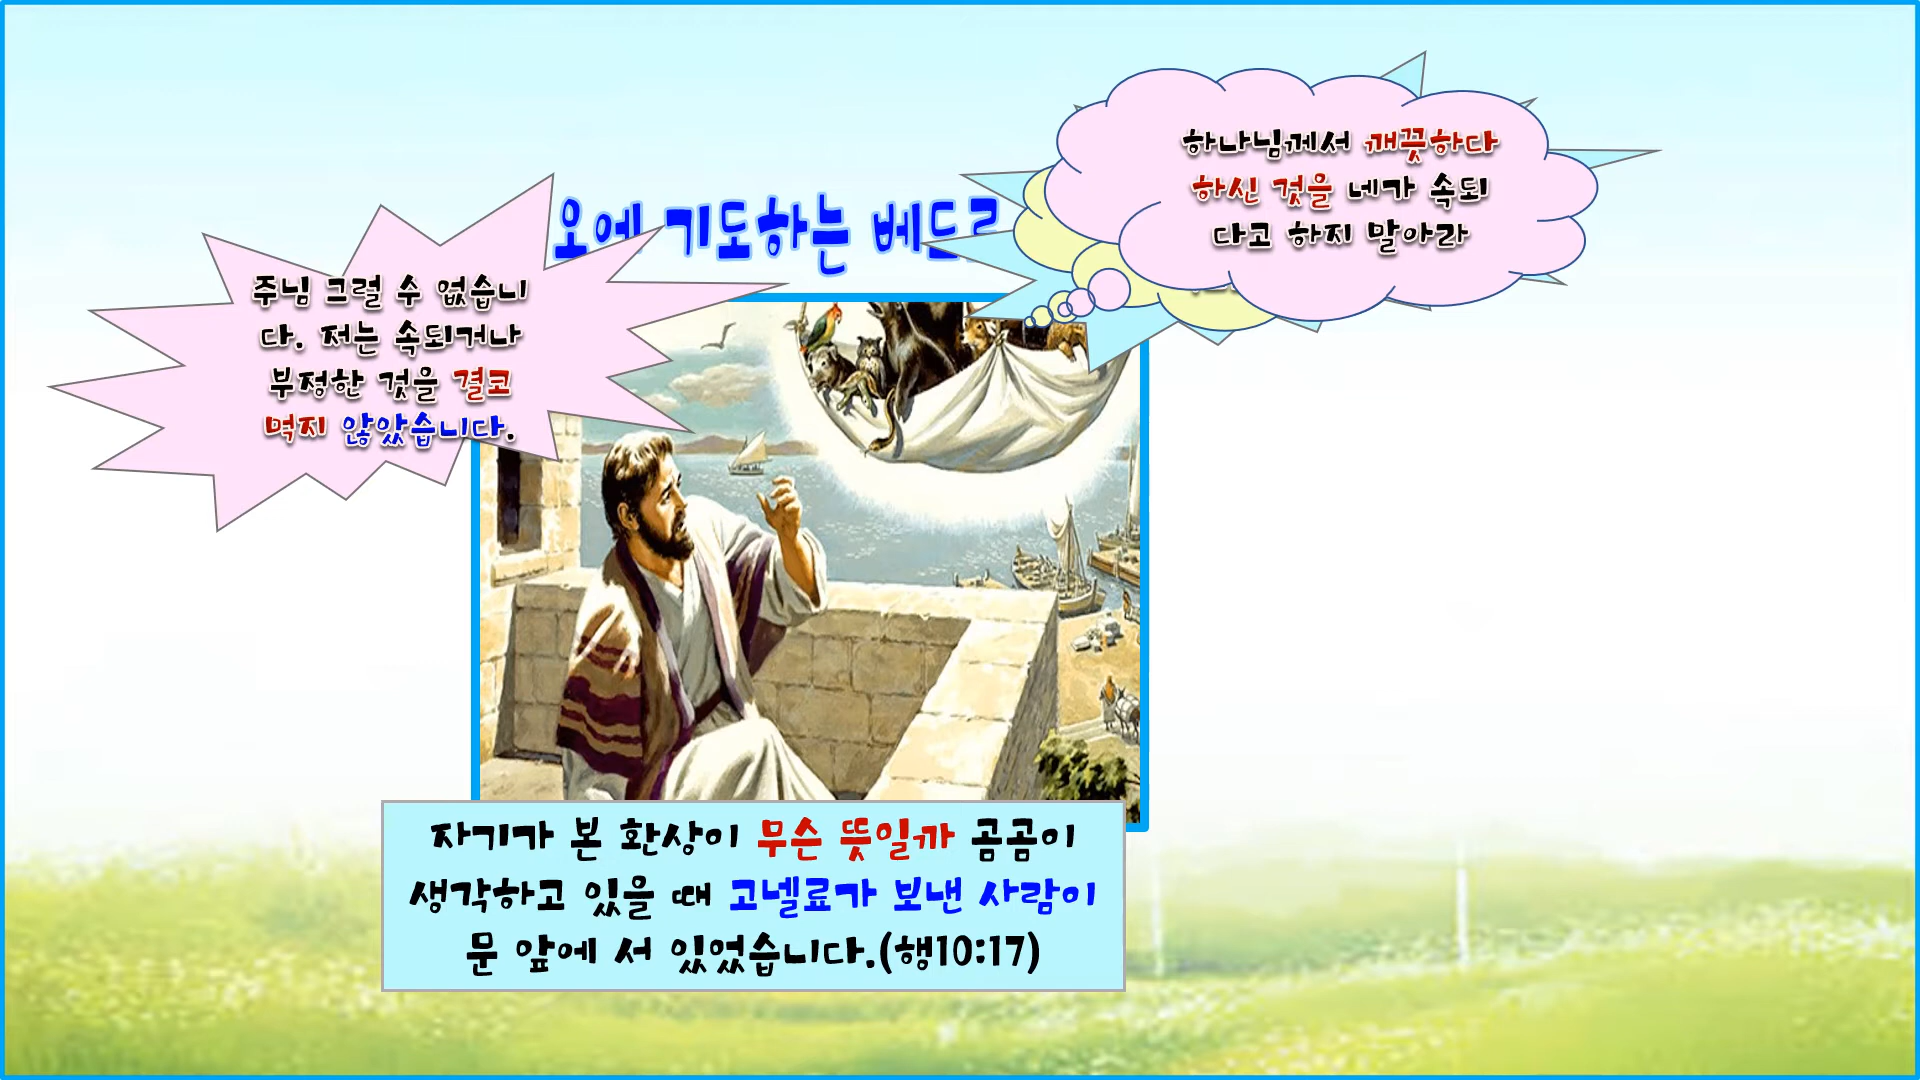 오에 기도하는 베드로
하나님께서 깨끗하다
하신 것을 네가 속되
다고 하지 말아라
주님 그럴 수 없습니
다. 저는 속되거나
부정한 것을 결코
먹지 않았습니다.
자기가 본 환상이 무슨 뜻일까 곰곰이
생각하고 있을 때 고넬료가 보낸 사람이
문 앞에 서 있었습니다.(행10:17)